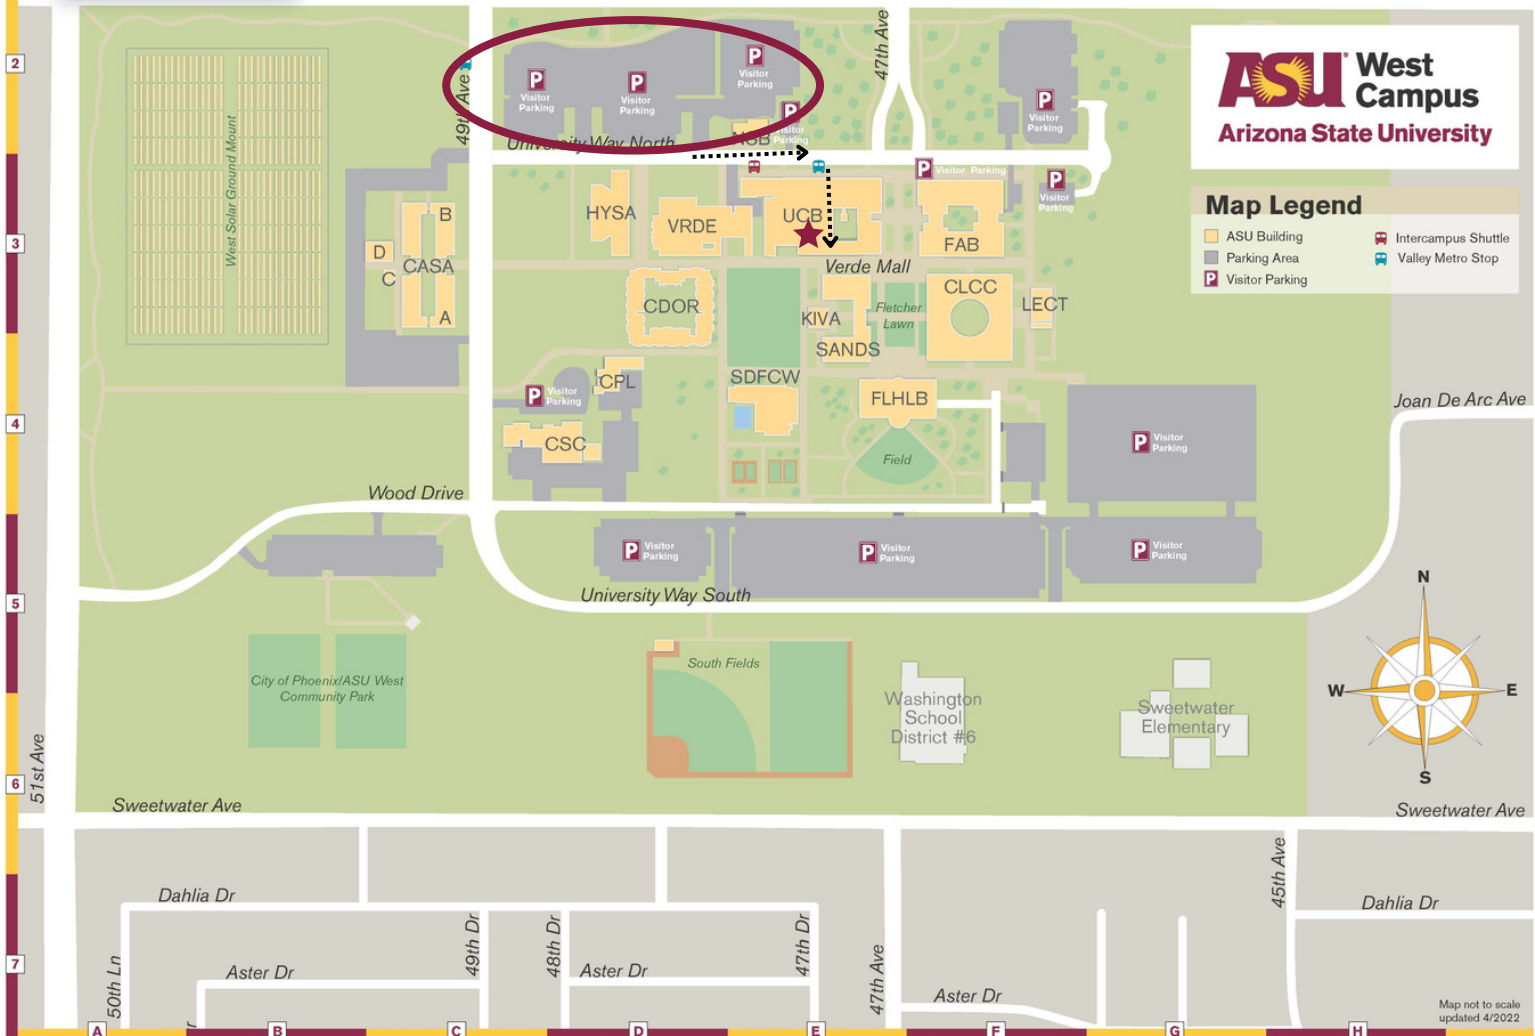 2
3
4
5
6
7
A
B
C
D
E
F
G
H
ASU West
Campus
Arizona State University
Map Legend
ASU Building
Parking Area
P Visitor Parking
Intercampus Shuttle
Valley Metro Stop
49th Ave
47th Ave
P
Visitor
Parking
P
Visitor
Parking
P
Visitor
Parking
P
Visitor
Parking
P
Visitor
Parking
University Way North
P Visitor Parking
P
Visitor
Parking
West Solar Ground Mount
HYSA
VRDE
UCB
FAB
B
D
CASA
C
A
Verde Mall
CDOR
KIVA
Fletcher
Lawn
CLCC
LECT
SANDS
SDFCW
CPL
FLHLB
P Visitor
Parking
CSC
Field
P Visitor
Parking
Joan De Arc Ave
Wood Drive
P Visitor
Parking
P Visitor
Parking
P Visitor
Parking
University Way South
City of Phoenix/ASU West
Community Park
South Fields
Washington
School
District #6
Sweetwater
Elementary
N
W
E
S
51st Ave
Sweetwater Ave
Sweetwater Ave
Dahlia Dr
50th Ln
Aster Dr
49th Dr
48th Dr
Aster Dr
47th Dr
47th Ave
Aster Dr
45th Ave
Dahlia Dr
Map not to scale
updated 4/2022